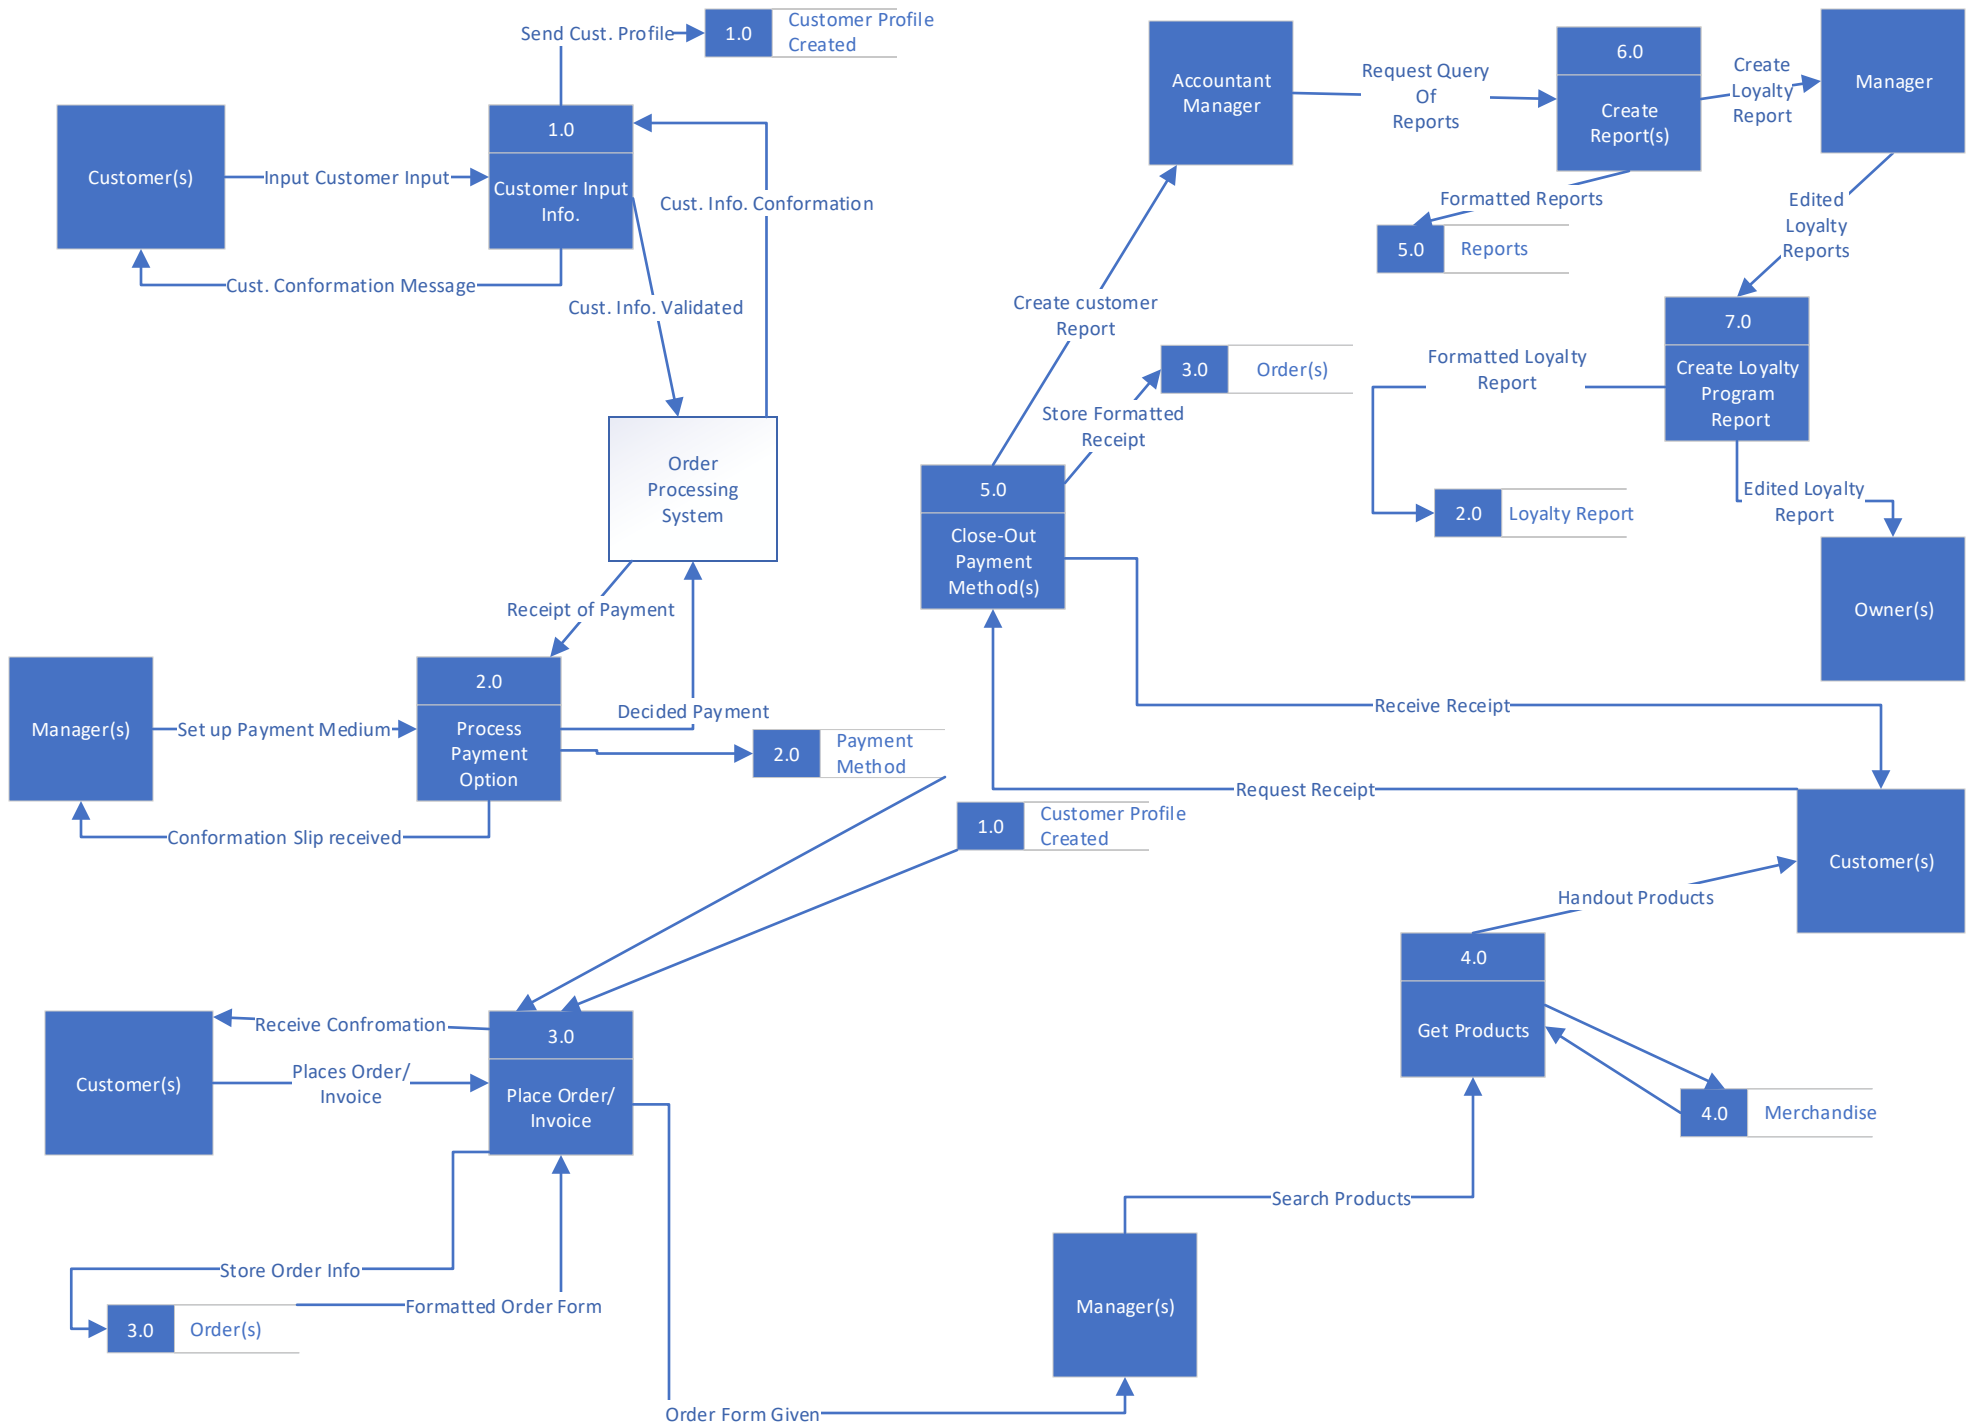 Send Cust. Profile
1.0
Customer Profile
Created
Customer(s)
Input Customer Input
1.0
Customer Input
Info.
Cust. Info. Conformation
Cust. Conformation Message
Cust. Info. Validated
Order
Processing
System
Receipt of Payment
Manager(s)
Set up Payment Medium
2.0
Process
Payment
Option
Decided Payment
2.0
Payment
Method
Conformation Slip received
1.0
Customer Profile
Created
Customer(s)
Receive Confromation
Places Order/
Invoice
3.0
Place Order/
Invoice
Store Order Info
3.0
Order(s)
Formatted Order Form
Order Form Given
Accountant
Manager
Request Query
Of
Reports
6.0
Create
Report(s)
Create
Loyalty
Report
Manager
Formatted Reports
5.0
Reports
Edited
Loyalty
Reports
Create customer
Report
3.0
Order(s)
Store Formatted
Receipt
7.0
Create Loyalty
Program
Report
Formatted Loyalty
Report
2.0
Loyalty Report
Edited Loyalty
Report
Owner(s)
5.0
Close-Out
Payment
Method(s)
Receive Receipt
Request Receipt
Customer(s)
Handout Products
4.0
Get Products
4.0
Merchandise
Search Products
Manager(s)